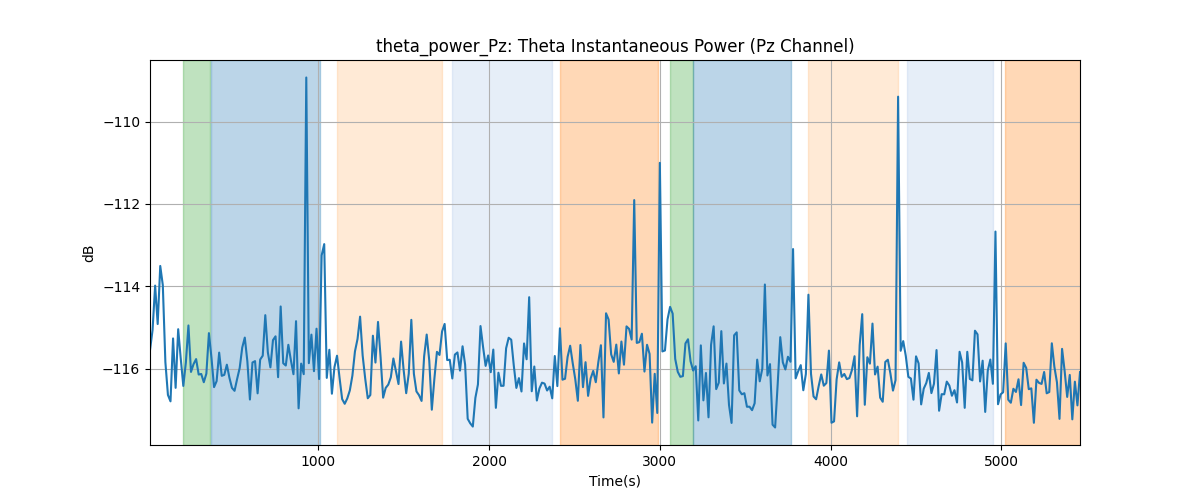 theta_power_Pz: Theta Instantaneous Power (Pz Channel)
−110
−112
−114
−116
dB
1000 2000 3000 4000 5000
Time(s)